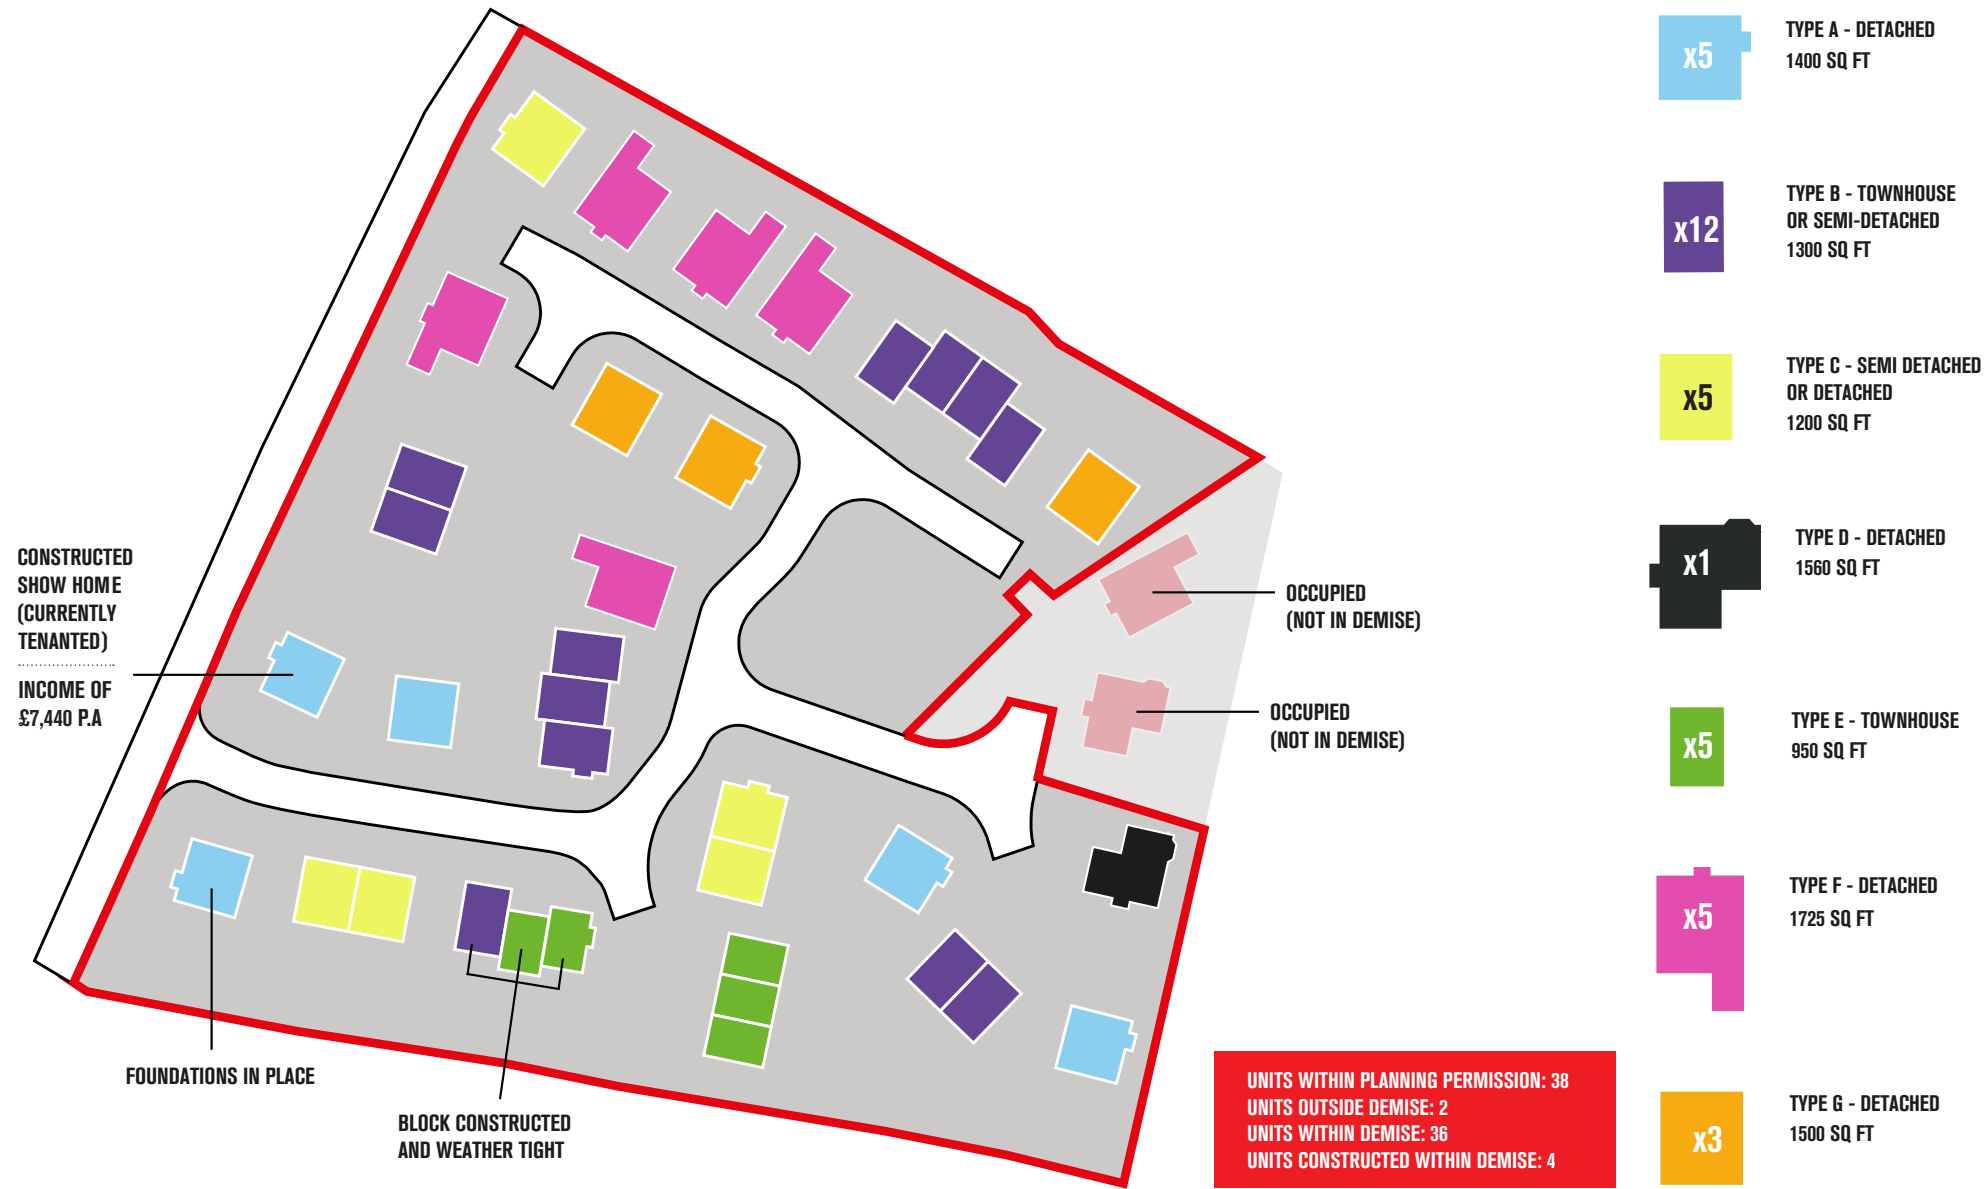 CONSTRUCTED
SHOW HOME
(CURRENTLY
TENANTED)
INCOME OF
£7,440 P.A
FOUNDATIONS IN PLACE
BLOCK CONSTRUCTED
AND WEATHER TIGHT
OCCUPIED
(NOT IN DEMISE)
OCCUPIED
(NOT IN DEMISE)
UNITS WITHIN PLANNING PERMISSION: 38
UNITS OUTSIDE DEMISE: 2
UNITS WITHIN DEMISE: 36
UNITS CONSTRUCTED WITHIN DEMISE: 4
x5
TYPE A - DETACHED
1400 SQ FT
x12
TYPE B - TOWNHOUSE
OR SEMI-DETACHED
1300 SQ FT
x5
TYPE C - SEMI DETACHED
OR DETACHED
1200 SQ FT
x1
TYPE D - DETACHED
1560 SQ FT
x5
TYPE E - TOWNHOUSE
950 SQ FT
x5
TYPE F - DETACHED
1725 SQ FT
x3
TYPE G - DETACHED
1500 SQ FT